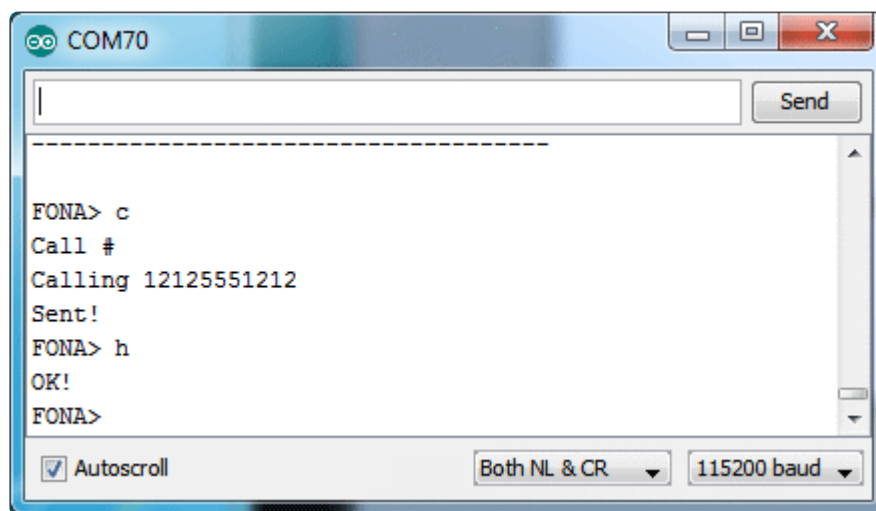 COM70
Send
---------------------------------------
FONA> c
Call #
Calling 12125551212
Sent!
FONA> h
OK!
FONA>
Autoscroll
Both NL & CR
115200 baud